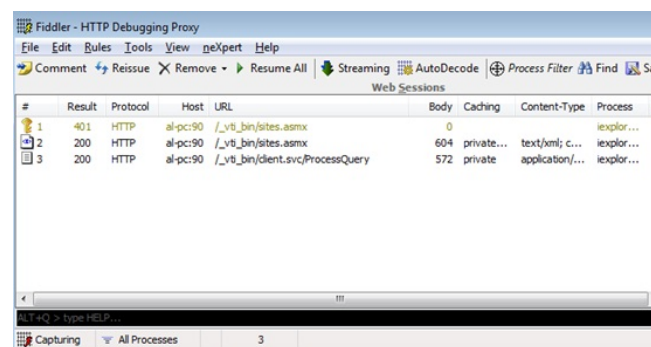 Fiddler - HTTP Debugging Proxy
File Edit Rules Tools View neXpert Help
Comment Reissue Remove Resume All Streaming AutoDecode Process Filter Find
Web Sessions
# Result Protocol Host URL Body Caching Content-Type Process
1 401 HTTP al-pc:90 /_vti_bin/sites.asmx 0 iexplor...
2 200 HTTP al-pc:90 /_vti_bin/sites.asmx 604 private... text/xml; c... iexplor...
3 200 HTTP al-pc:90 /_vti_bin/client.svc/ProcessQuery 572 private application/... iexplor...
ALT+Q > type HELP...
Capturing All Processes 3